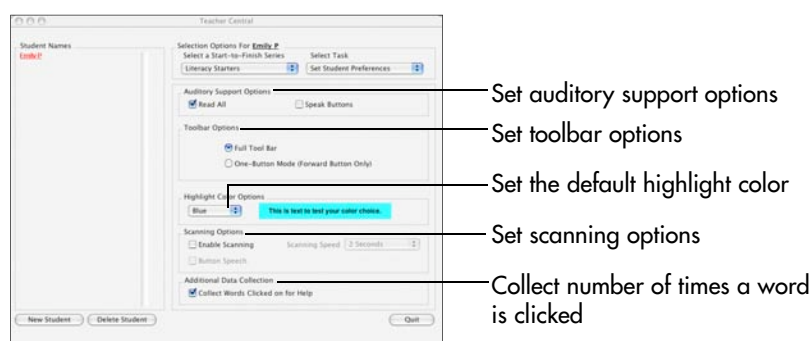 Teacher Central
Student Names
Emily P
Selection Options For Emily P
Select a Start-to-Finish Series
Select Task
Literacy Starters
Set Student Preferences
Auditory Support Options
Read All
Speak Buttons
Toolbar Options
Full Tool Bar
One-Button Mode (Forward Button Only)
Highlight Color Options
Blue
This is text to test your color choice.
Scanning Options
Enable Scanning
Scanning Speed
2 Seconds
Button Speech
Additional Data Collection
Collect Words Clicked on for Help
New Student
Delete Student
Quit
Set auditory support options
Set toolbar options
Set the default highlight color
Set scanning options
Collect number of times a word
is clicked